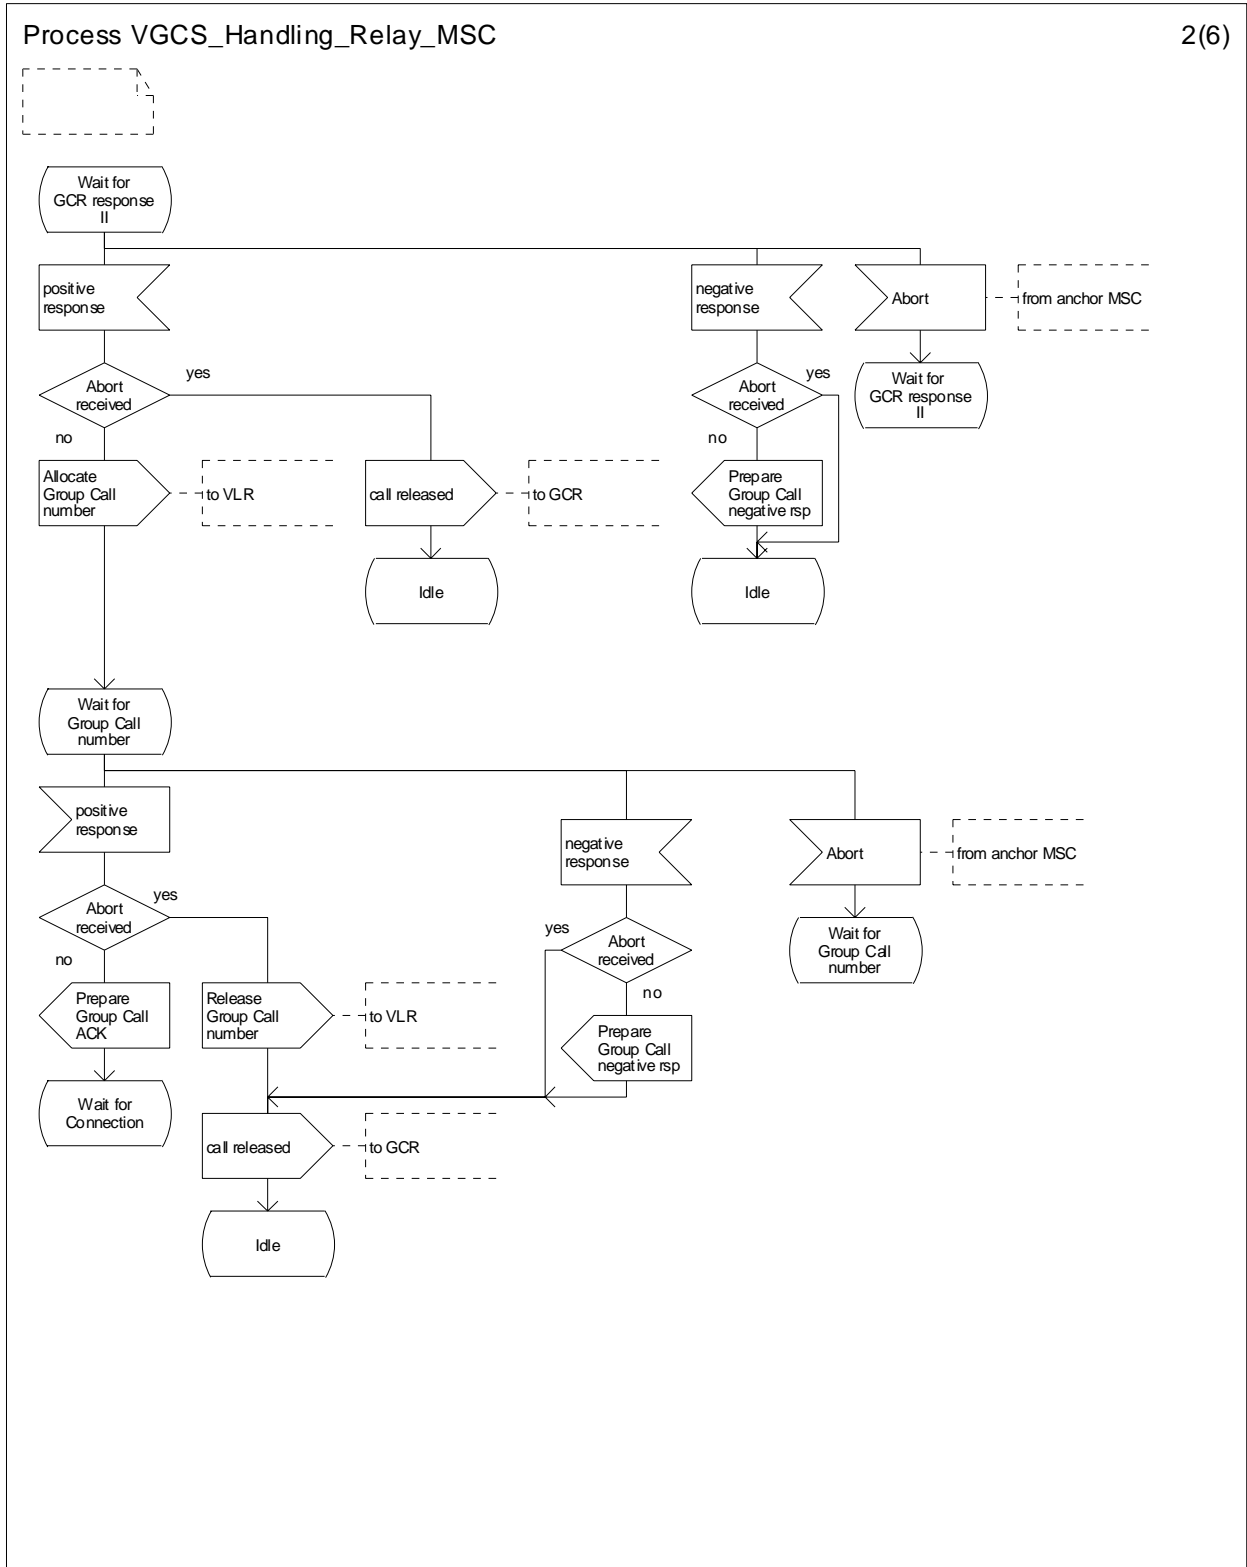 Process VGCS_Handling_Relay_MSC
2(6)
Wait for
GCR response
II
positive
response
negative
response
Abort
from anchor MSC
Abort
received
yes
no
Abort
received
yes
no
Wait for
GCR response
II
Allocate
Group Call
number
to VLR
call released
to GCR
Prepare
Group Call
negative rsp
Idle
Idle
Wait for
Group Call
number
positive
response
negative
response
Abort
from anchor MSC
Abort
received
yes
no
Abort
received
yes
no
Wait for
Group Call
number
Prepare
Group Call
ACK
Release
Group Call
number
to VLR
Prepare
Group Call
negative rsp
Wait for
Connection
call released
to GCR
Idle